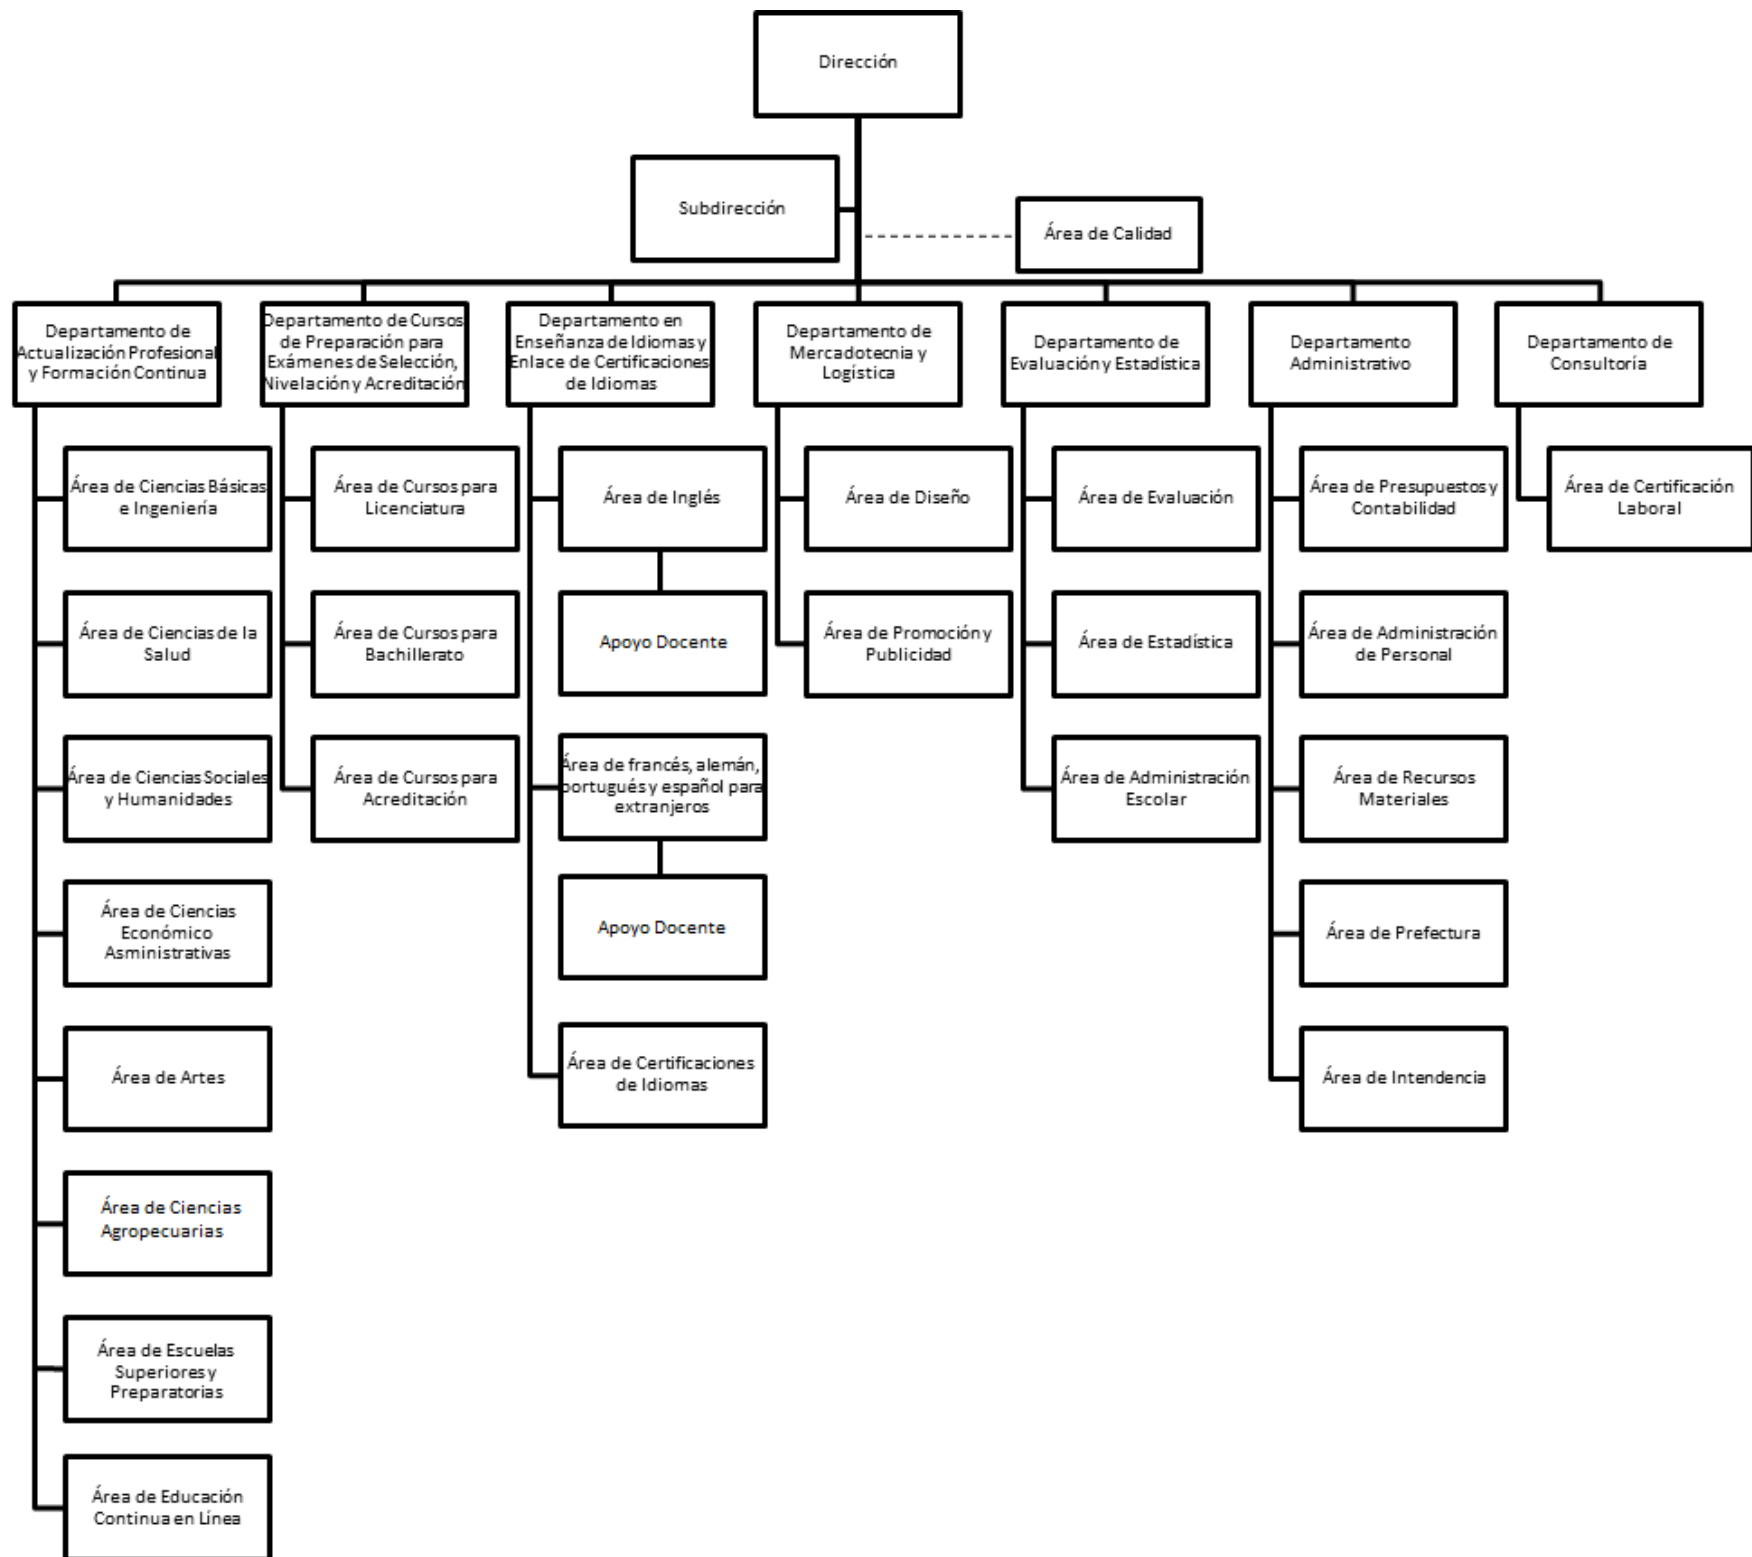 Dirección
Subdirección
Área de Calidad
Departamento de
Actualización Profesional
y Formación Continua
Departamento de Cursos
de Preparación para
Exámenes de Selección,
Nivelación y Acreditación
Departamento en
Enseñanza de Idiomas y
Enlace de Certificaciones
de Idiomas
Departamento de
Mercadotecnia y
Logística
Departamento de
Evaluación y Estadística
Departamento
Administrativo
Departamento de
Consultoría
Área de Ciencias Básicas
e Ingeniería
Área de Ciencias de la
Salud
Área de Ciencias Sociales
y Humanidades
Área de Ciencias
Económico
Asministrativas
Área de Artes
Área de Ciencias
Agropecuarias
Área de Escuelas
Superiores y
Preparatorias
Área de Educación
Continua en Línea
Área de Cursos para
Licenciatura
Área de Cursos para
Bachillerato
Área de Cursos para
Acreditación
Área de Inglés
Apoyo Docente
Área de francés, alemán,
portugués y español para
extranjeros
Apoyo Docente
Área de Certificaciones
de Idiomas
Área de Diseño
Área de Promoción y
Publicidad
Área de Evaluación
Área de Estadística
Área de Administración
Escolar
Área de Presupuestos y
Contabilidad
Área de Administración
de Personal
Área de Recursos
Materiales
Área de Prefectura
Área de Intendencia
Área de Certificación
Laboral